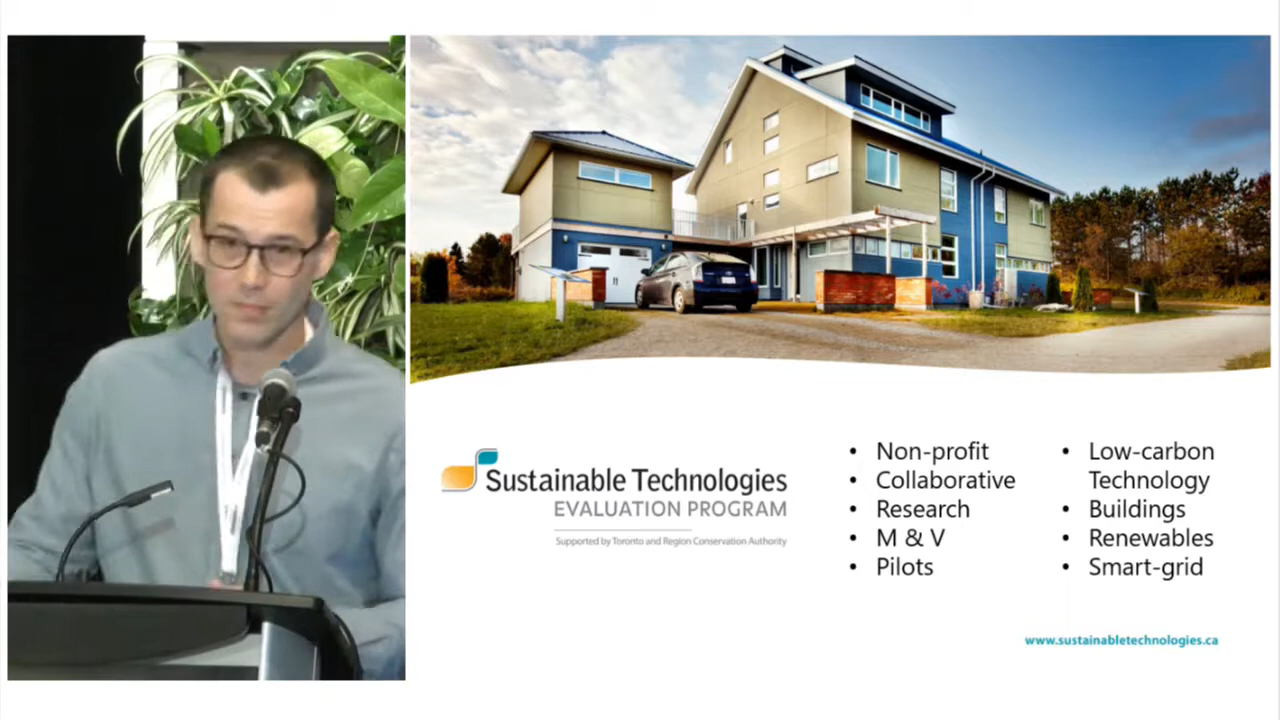 Sustainable Technologies
EVALUATION PROGRAM
Supported by Toronto and Region Conservation Authority
• Non-profit
• Collaborative
• Research
• M & V
• Pilots
• Low-carbon
Technology
• Buildings
• Renewables
• Smart-grid
www.sustainabletechnologies.ca